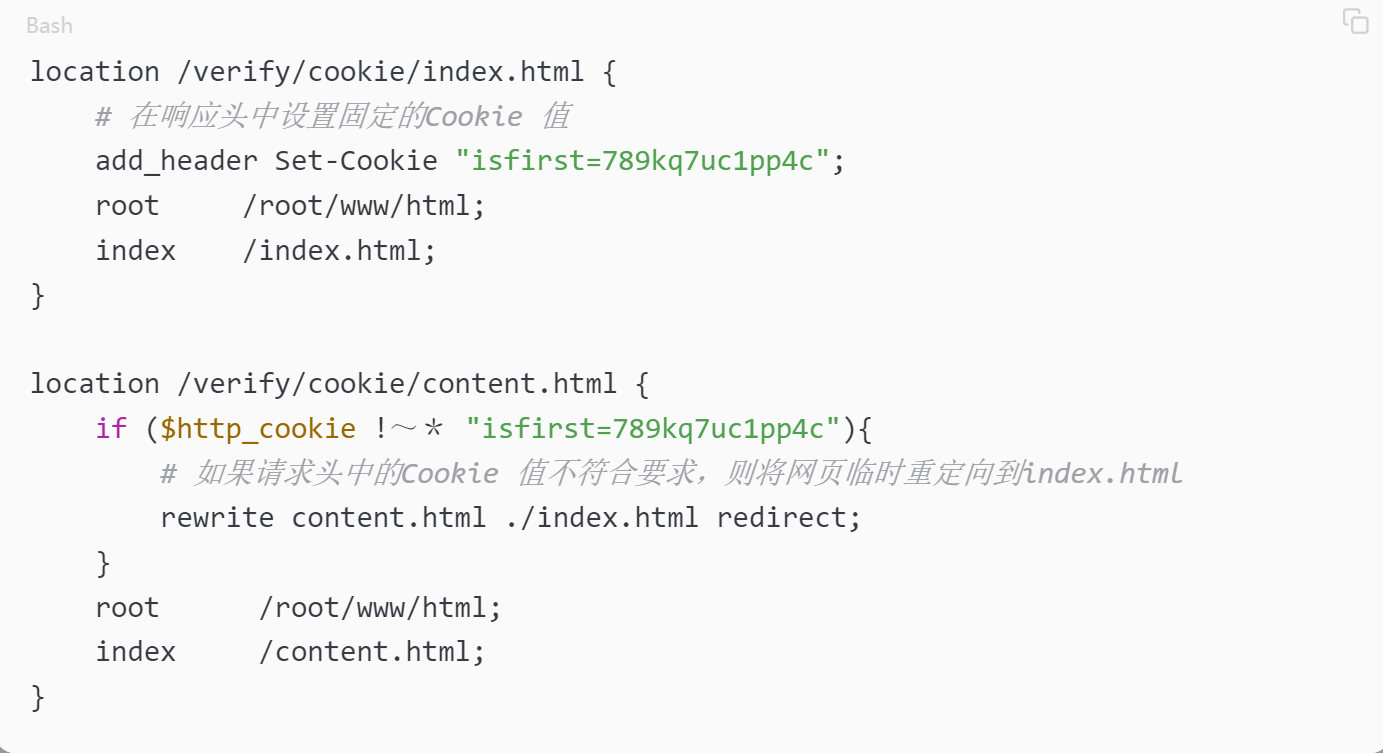 Bash
location /verify/cookie/index.html {
    # 在响应头中设置固定的Cookie 值
    add_header Set-Cookie "isfirst=789kq7uc1pp4c";
    root     /root/www/html;
    index    /index.html;
}

location /verify/cookie/content.html {
    if ($http_cookie !～＊ "isfirst=789kq7uc1pp4c"){
        # 如果请求头中的Cookie 值不符合要求，则将网页临时重定向到index.html
        rewrite content.html ./index.html redirect;
    }
    root      /root/www/html;
    index     /content.html;
}